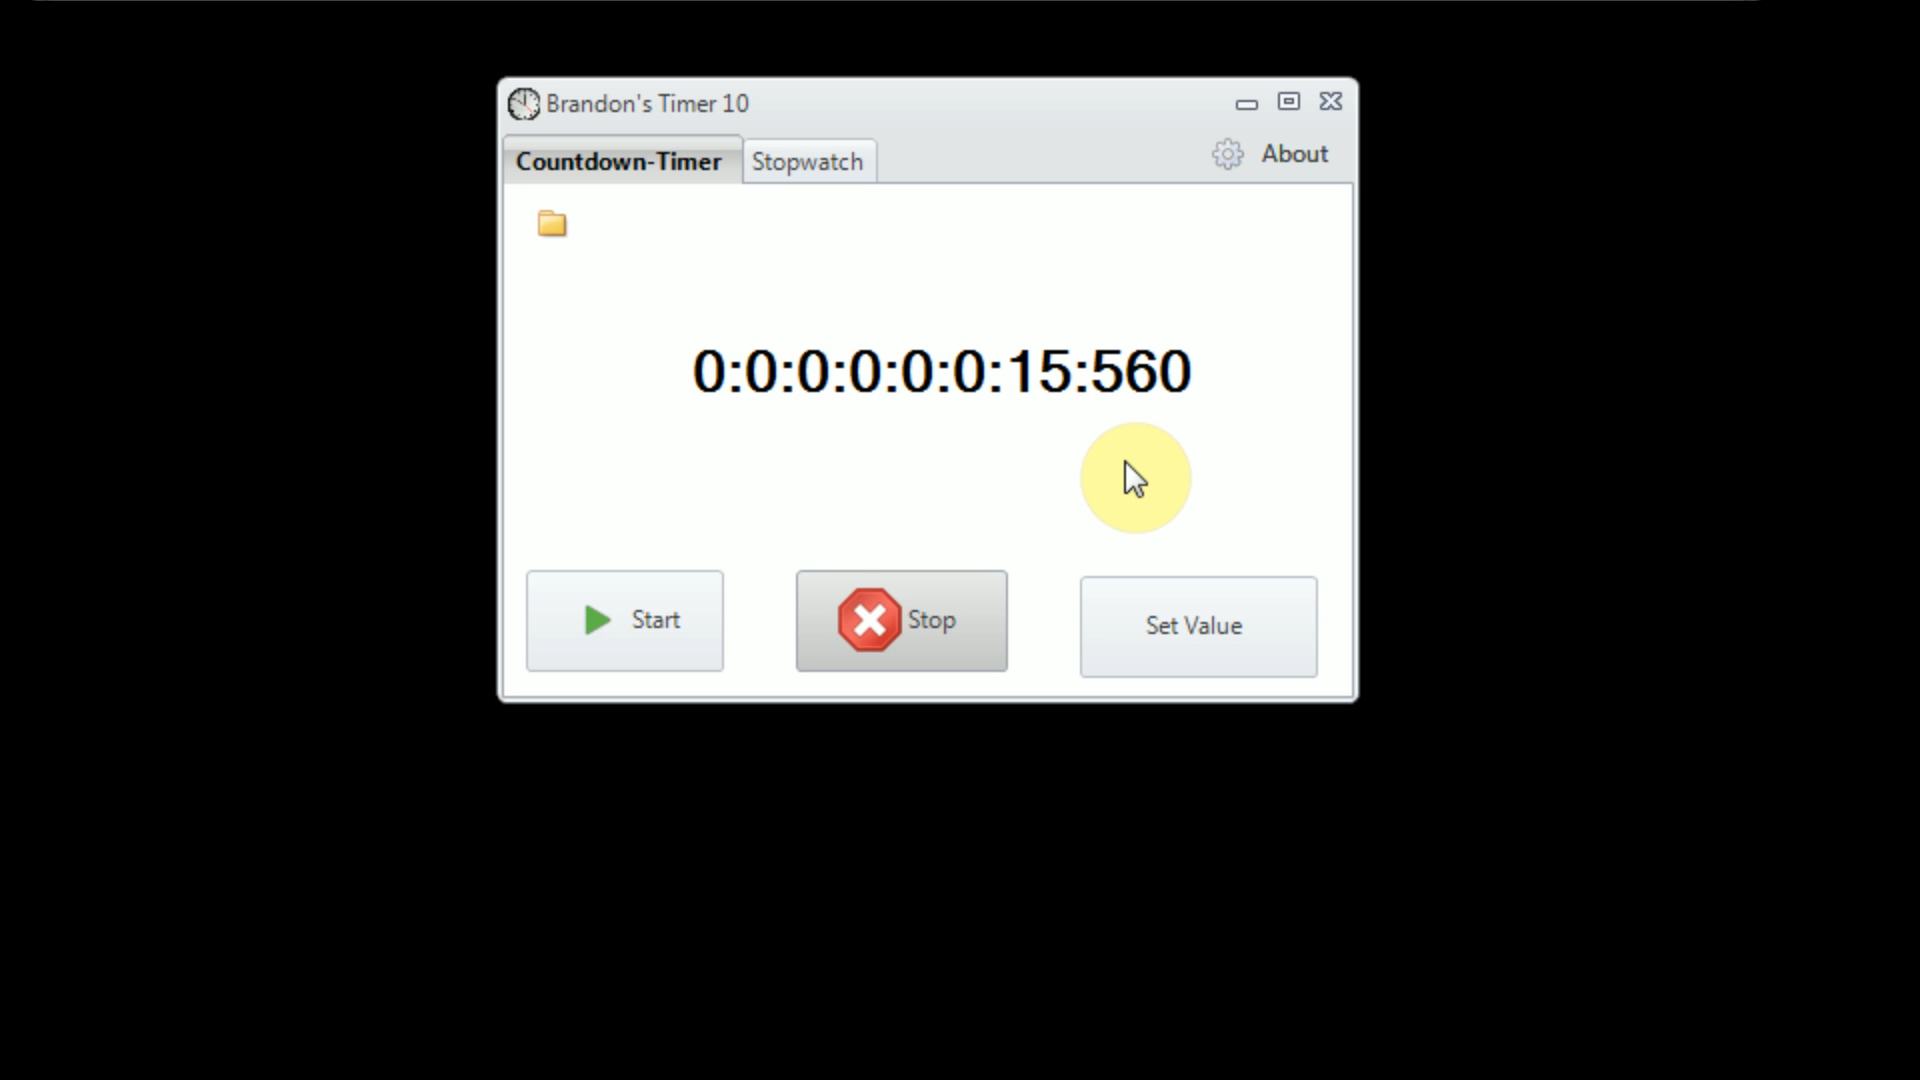 Brandon's Timer 10
Countdown-Timer
Stopwatch
About
0:0:0:0:0:0:15:560
Start
Stop
Set Value